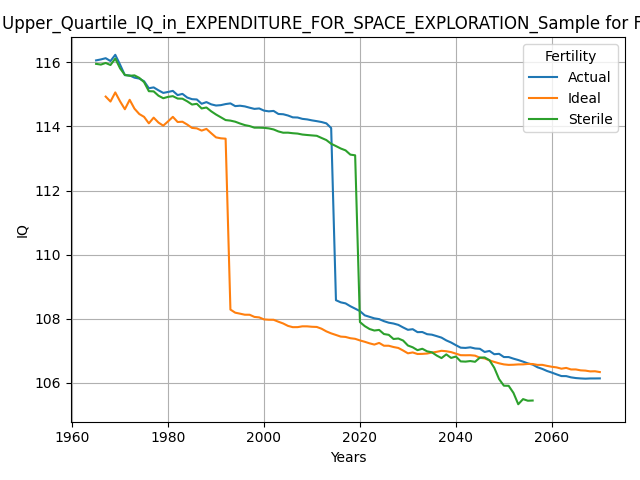 Upper_Quartile_IQ_in_EXPENDITURE_FOR_SPACE_EXPLORATION_Sample for F
116
114
112
110
108
106
IQ
Fertility
Actual
Ideal
Sterile
1960
1980
2000
2020
2040
2060
Years